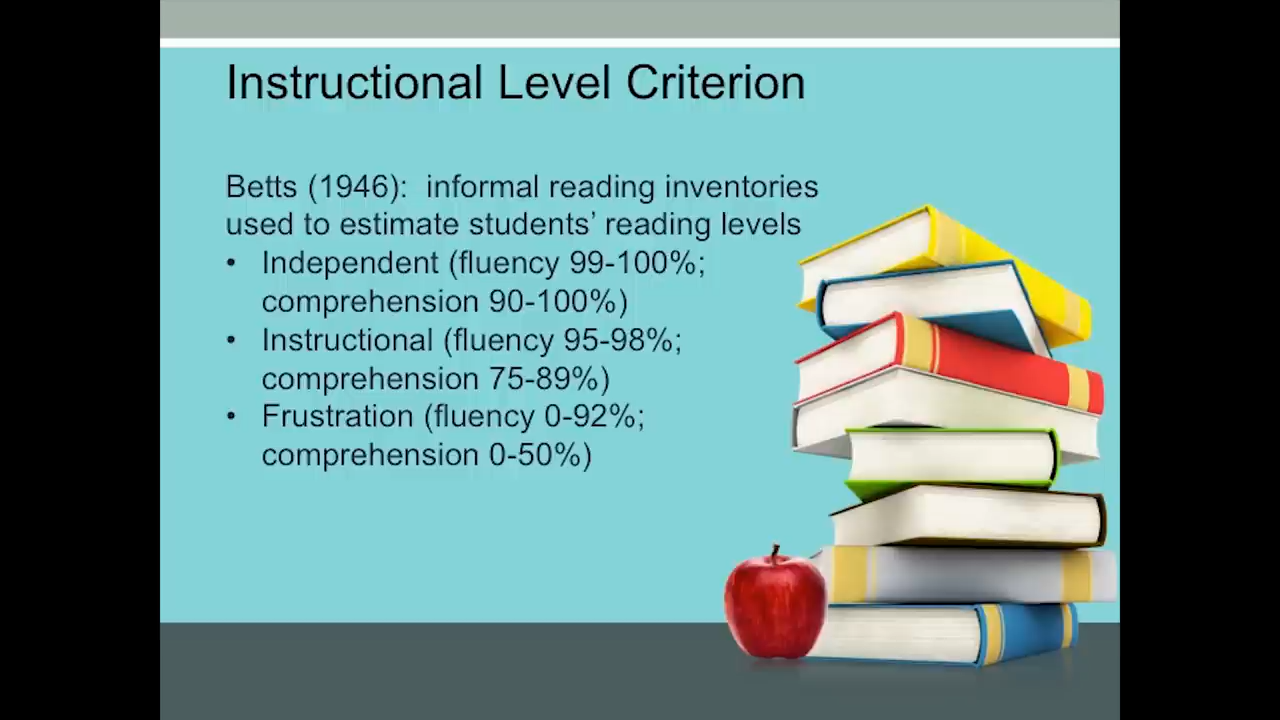 Instructional Level Criterion
Betts (1946):  informal reading inventories
used to estimate students’ reading levels
• Independent (fluency 99-100%;
comprehension 90-100%)
• Instructional (fluency 95-98%;
comprehension 75-89%)
• Frustration (fluency 0-92%;
comprehension 0-50%)